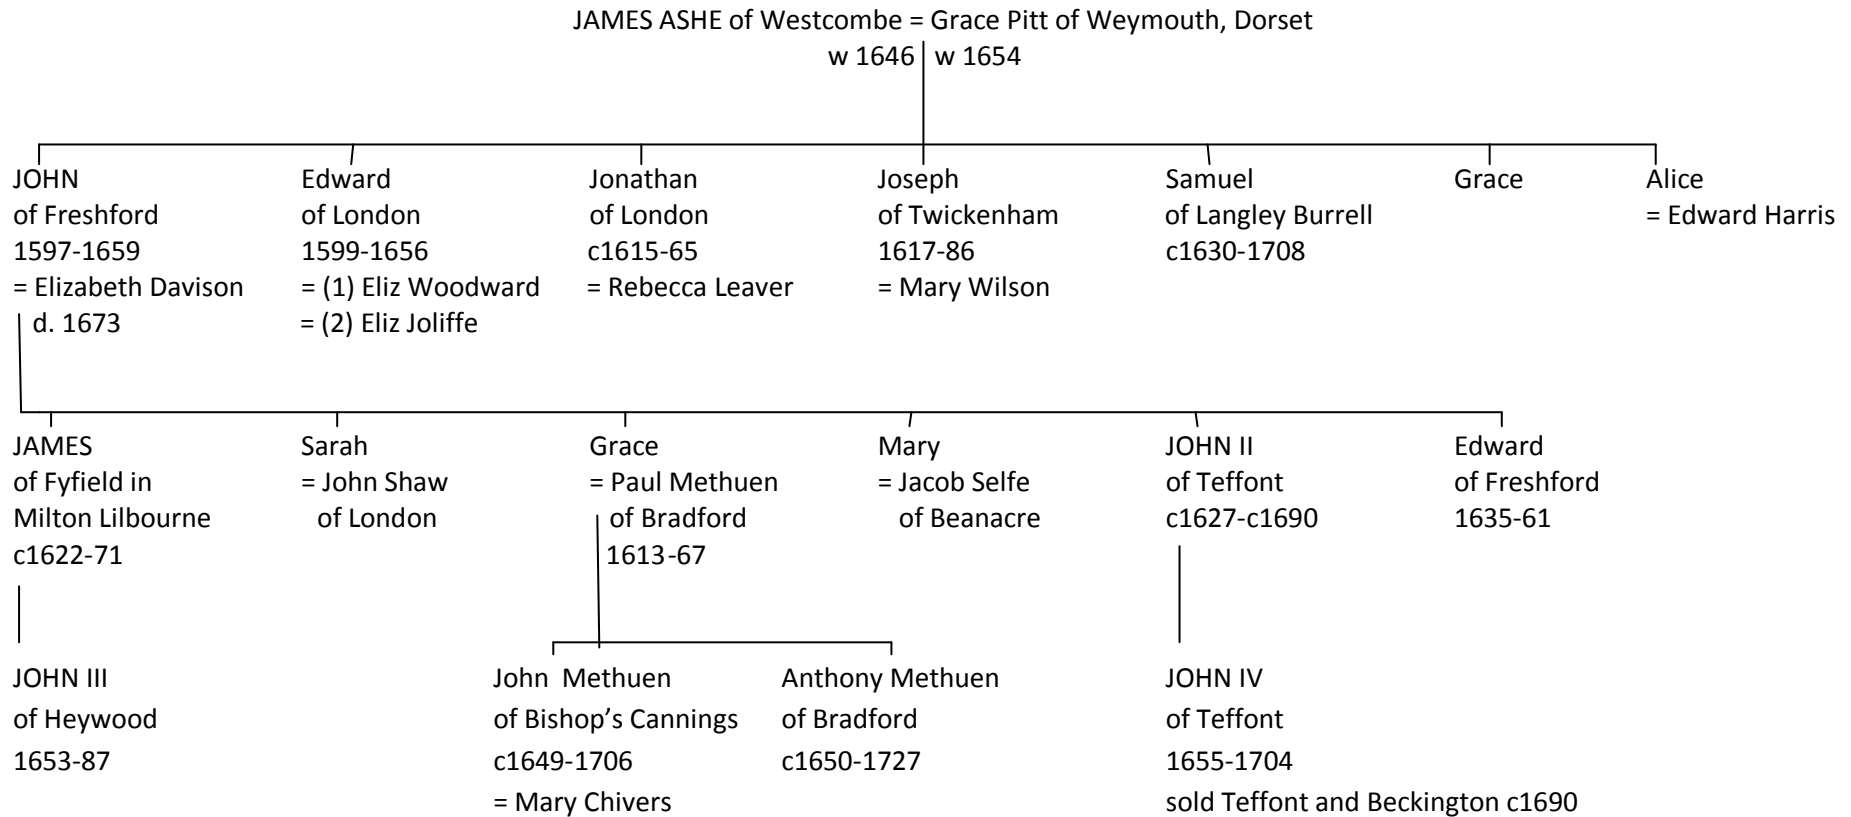 JAMES ASHE of Westcombe = Grace Pitt of Weymouth, Dorset
w 1646 w 1654
JOHN
of Freshford
1597-1659
= Elizabeth Davison
d. 1673
Edward
of London
1599-1656
= (1) Eliz Woodward
= (2) Eliz Joliffe
Jonathan
of London
c1615-65
= Rebecca Leaver
Joseph
of Twickenham
1617-86
= Mary Wilson
Samuel
of Langley Burrell
c1630-1708
Grace
Alice
= Edward Harris
JAMES
of Fyfield in
Milton Lilbourne
c1622-71
Sarah
= John Shaw
of London
Grace
= Paul Methuen
of Bradford
1613-67
Mary
= Jacob Selfe
of Beanacre
JOHN II
of Teffont
c1627-c1690
Edward
of Freshford
1635-61
JOHN III
of Heywood
1653-87
John Methuen
of Bishop’s Cannings
c1649-1706
= Mary Chivers
Anthony Methuen
of Bradford
c1650-1727
JOHN IV
of Teffont
1655-1704
sold Teffont and Beckington c1690